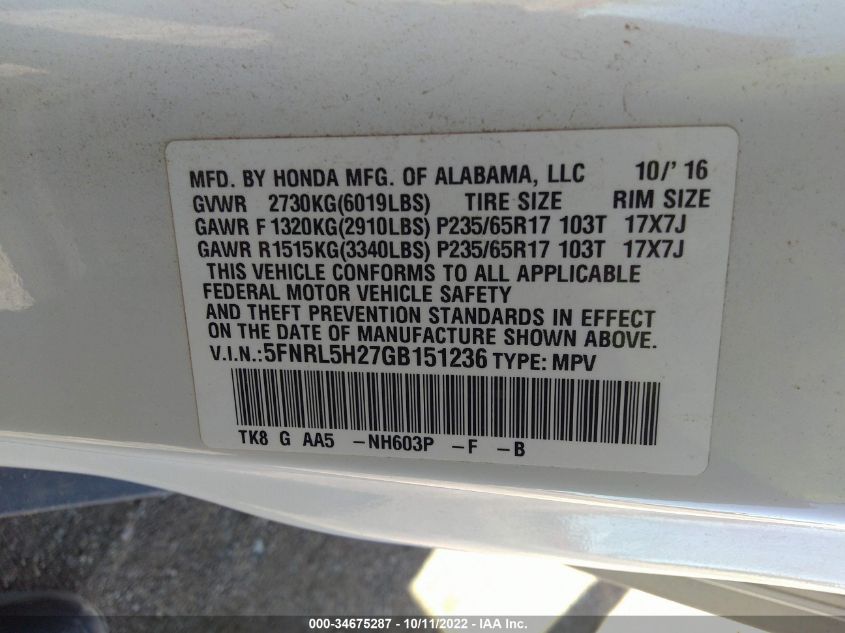 MFD. BY HONDA MFG. OF ALABAMA, LLC 10/'16
GVWR 2730KG(6019LBS) TIRE SIZE RIM SIZE
GAWR F 1320KG(2910LBS) P235/65R17 103T 17X7J
GAWR R1515KG(3340LBS) P235/65R17 103T 17X7J
THIS VEHICLE CONFORMS TO ALL APPLICABLE
FEDERAL MOTOR VEHICLE SAFETY
AND THEFT PREVENTION STANDARDS IN EFFECT
ON THE DATE OF MANUFACTURE SHOWN ABOVE.
V.I.N.:5FNRL5H27GB151236 TYPE: MPV
TK8 G AA5 -NH603P -F -B
000-34675287 - 10/11/2022 - IAA Inc.